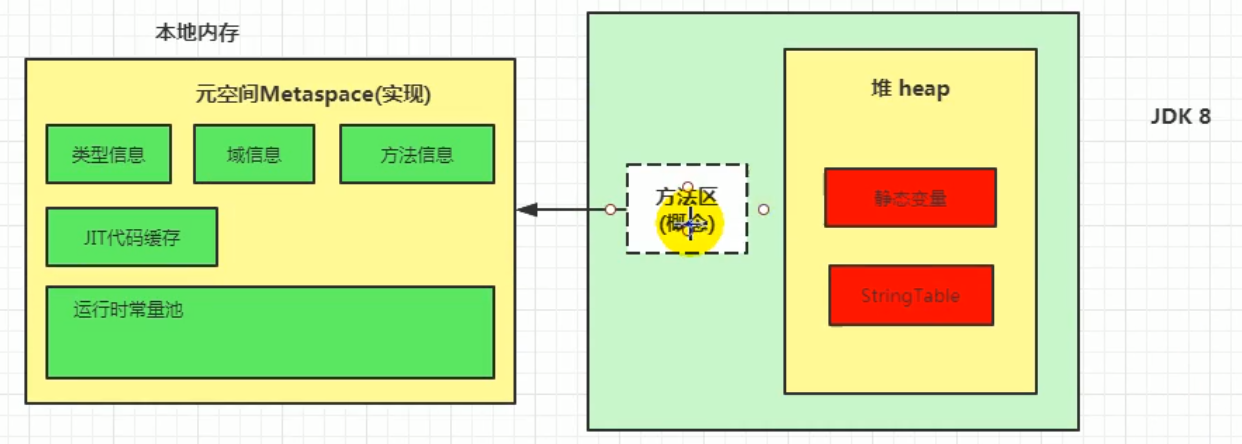 本地内存
元空间Metaspace(实现)
类型信息
域信息
方法信息
JIT代码缓存
运行时常量池
方法区
(概念)
堆 heap
静态变量
StringTable
JDK 8